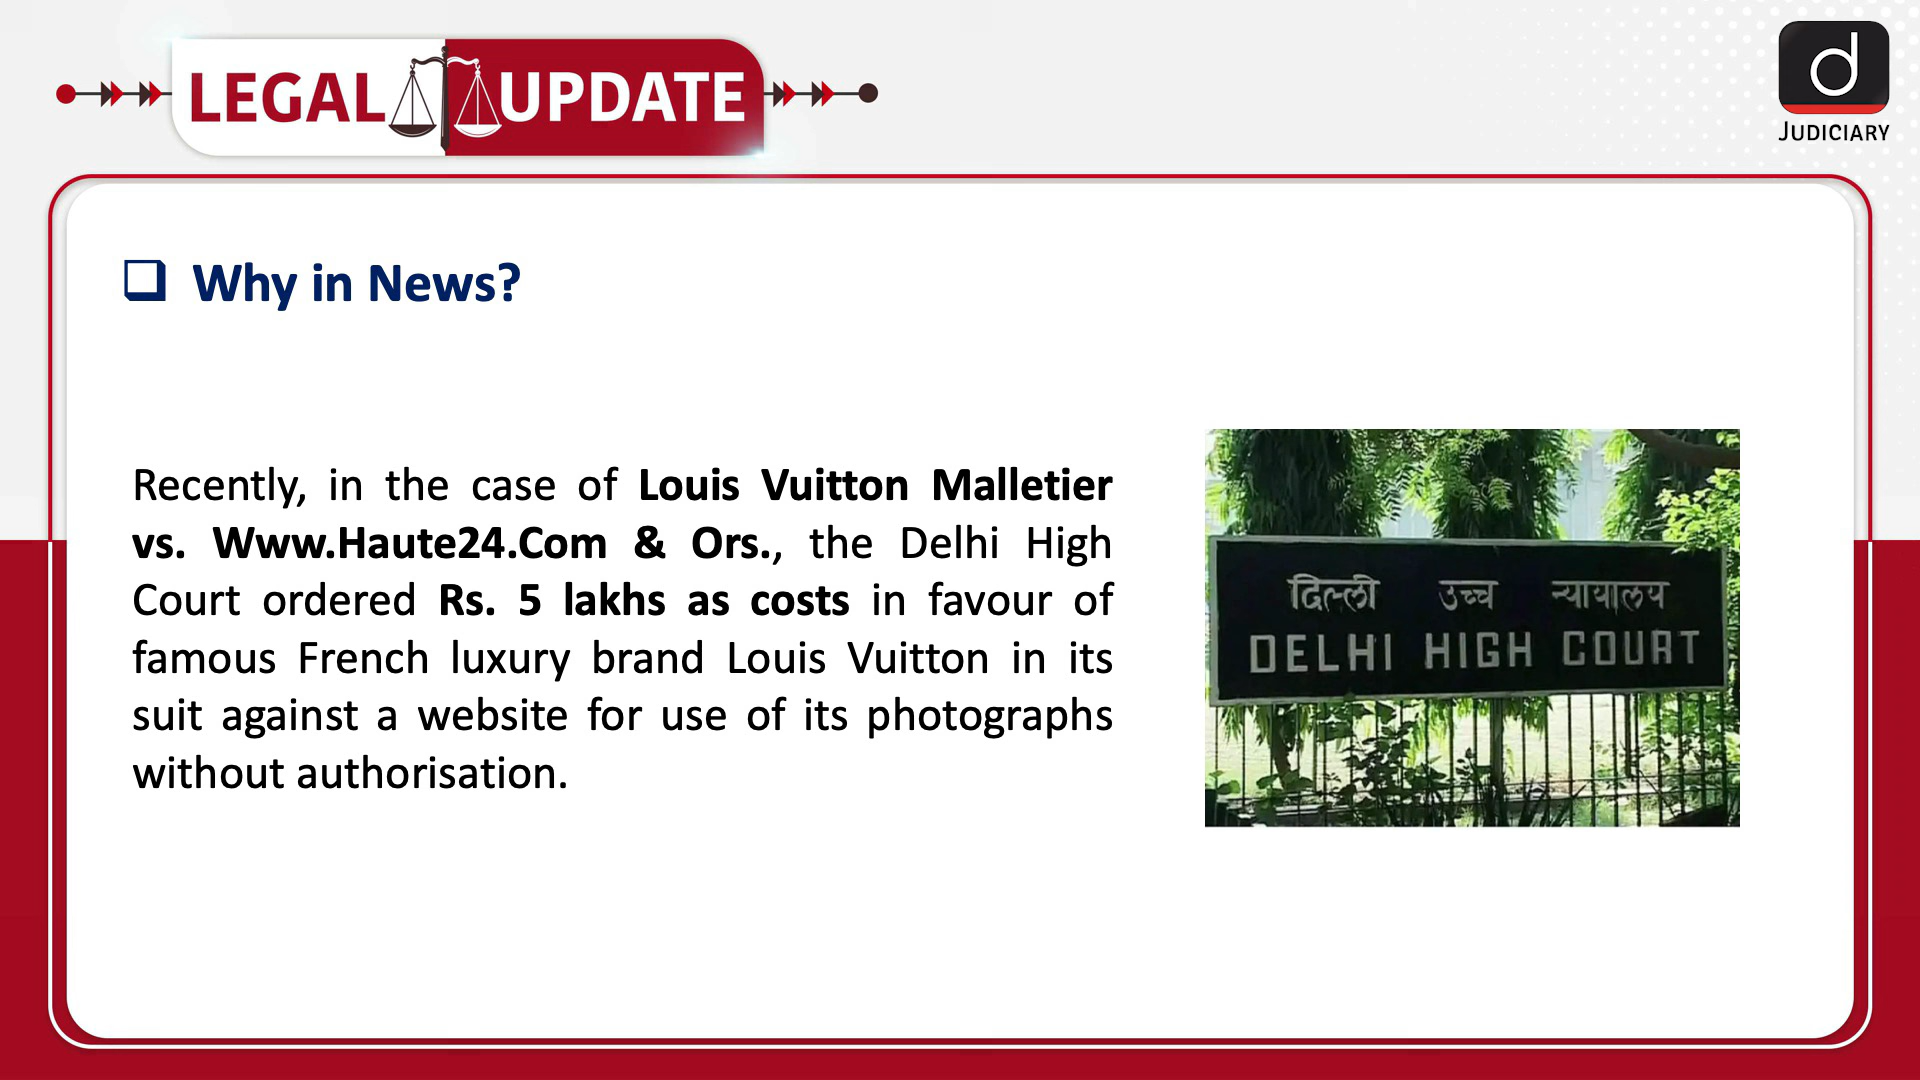 LEGAL UPDATE
d
JUDICIARY
Why in News?
Recently, in the case of Louis Vuitton Malletier
vs. Www.Haute24.Com & Ors., the Delhi High
Court ordered Rs. 5 lakhs as costs in favour of
famous French luxury brand Louis Vuitton in its
suit against a website for use of its photographs
without authorisation.
दिल्ली उच्च न्यायालय
DELHI HIGH COURT